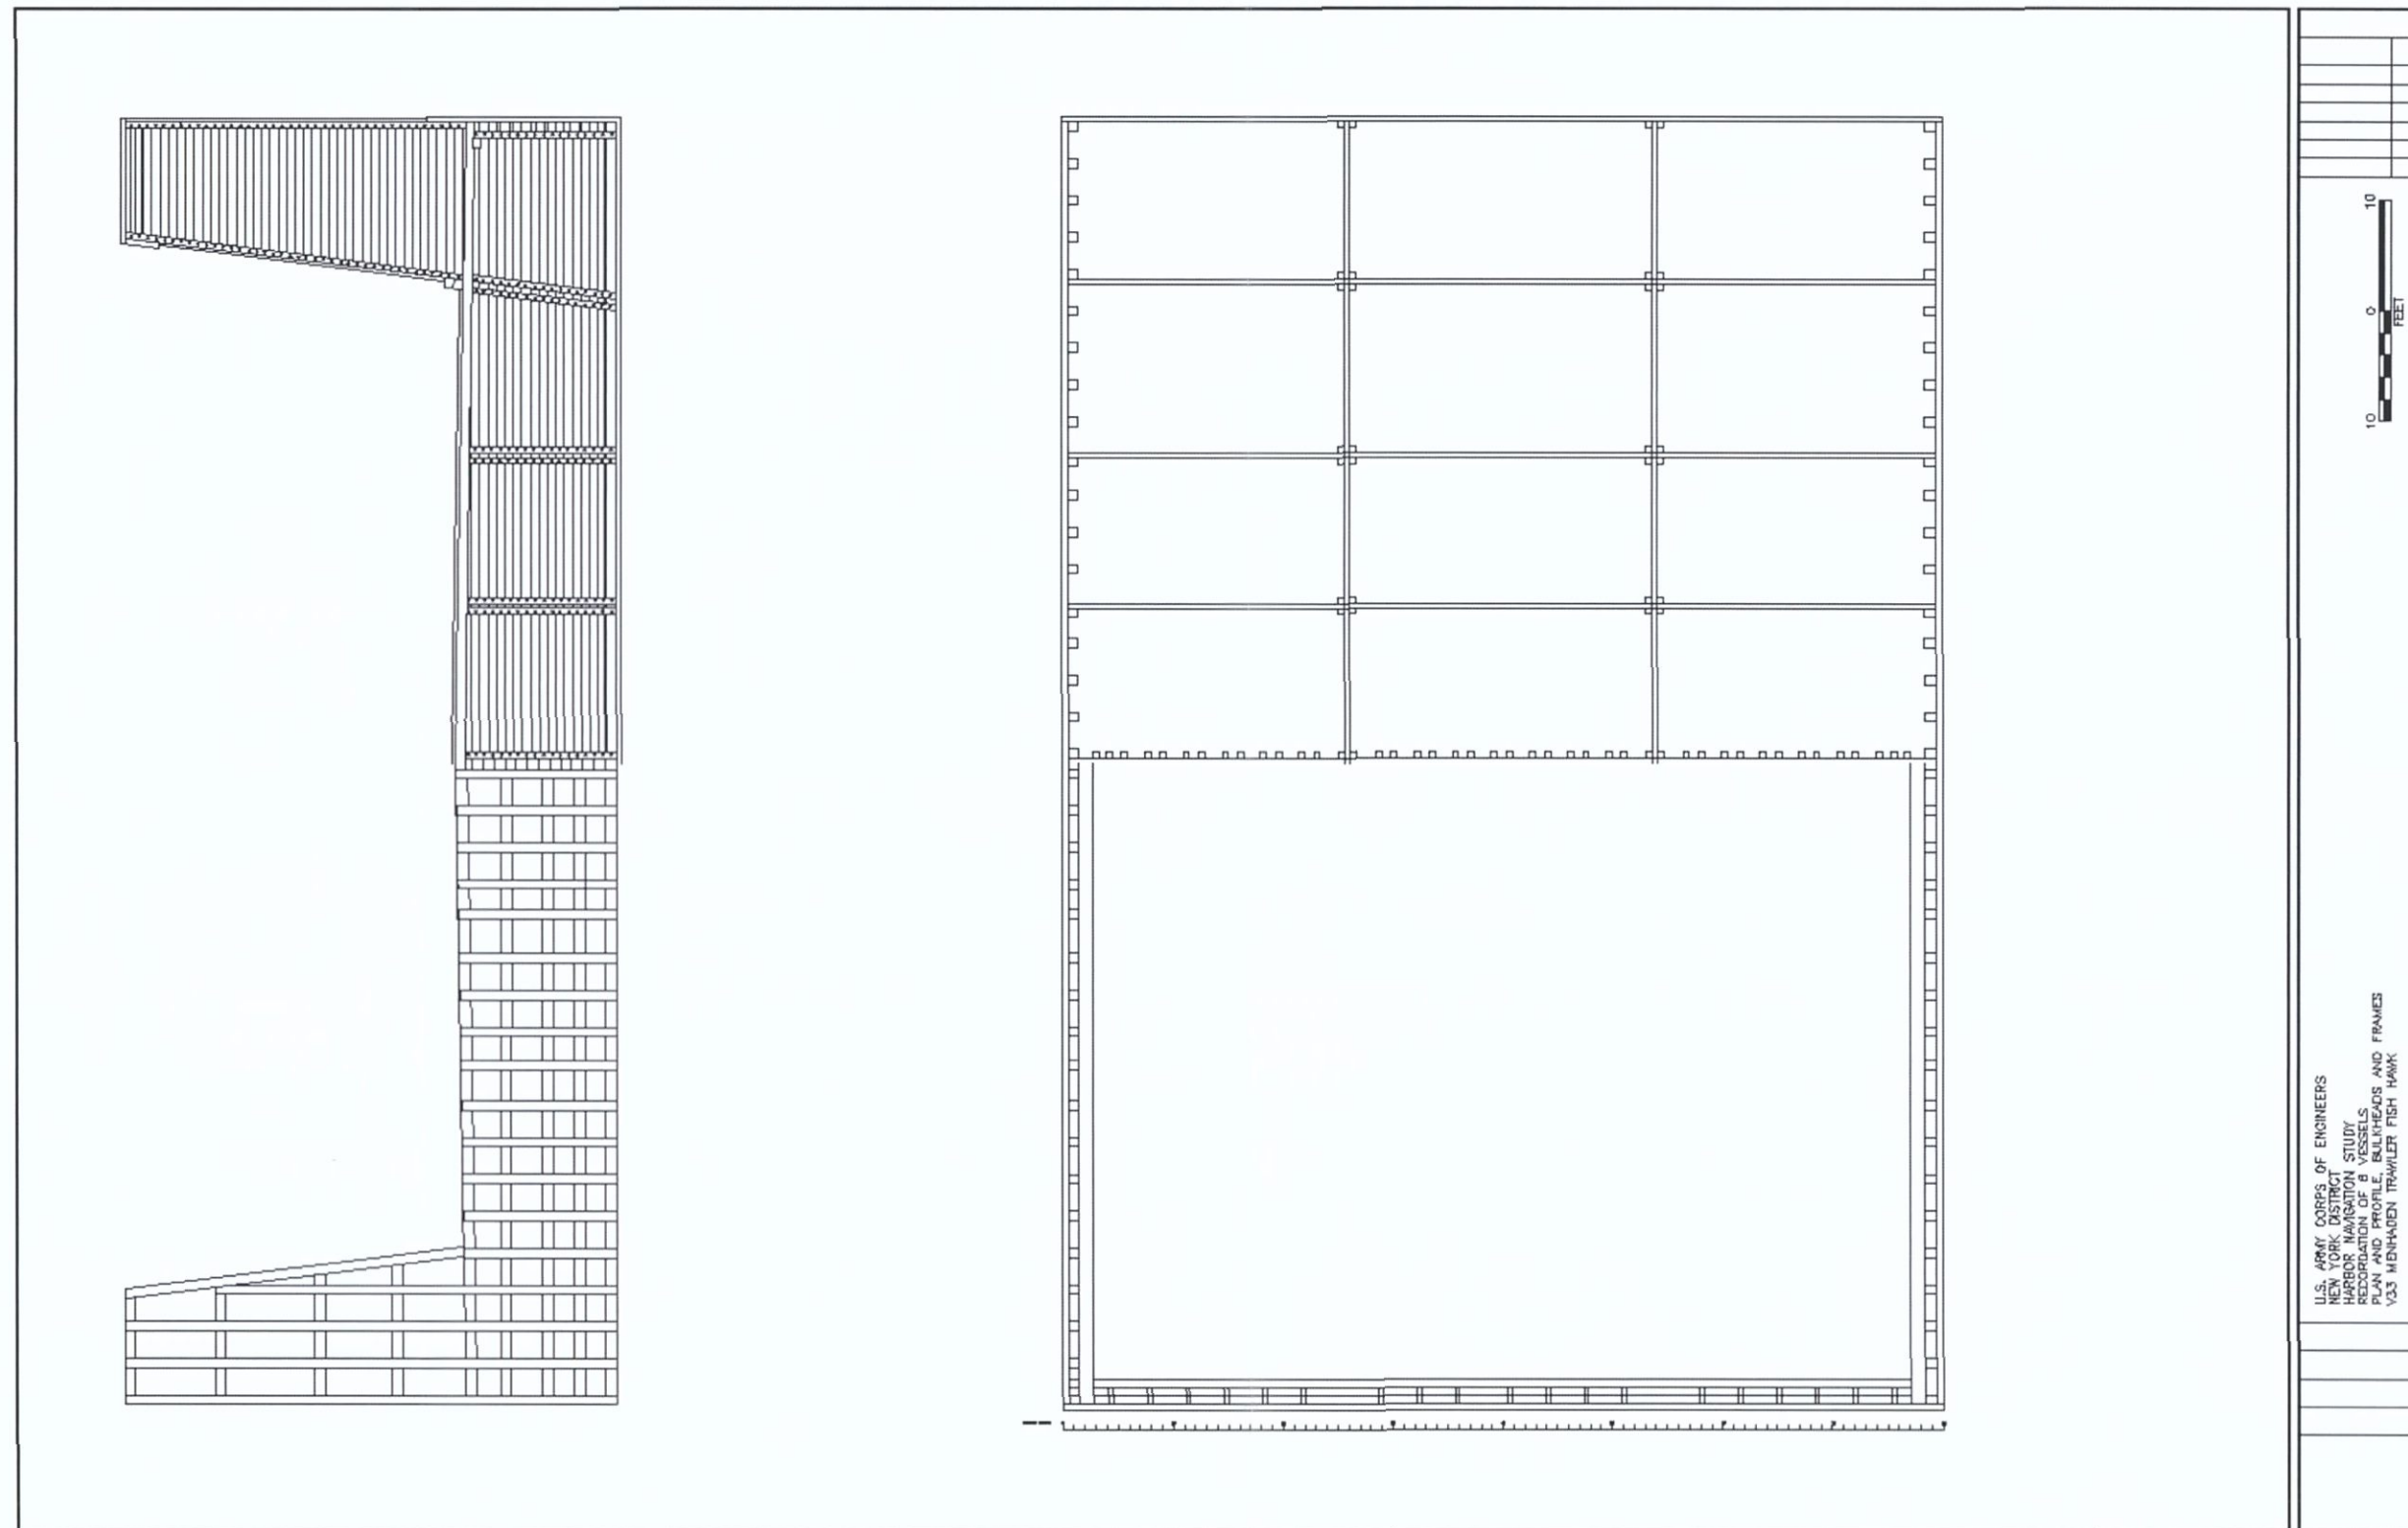 10
0
10
FEET
U.S. ARMY CORPS OF ENGINEERS
NEW YORK DISTRICT
HARBOR NAVIGATION STUDY
RECORDATION OF 8 VESSELS
PLAN AND PROFILE, BULKHEADS AND FRAMES
V33 MENHADEN TRAWLER FISH HAWK